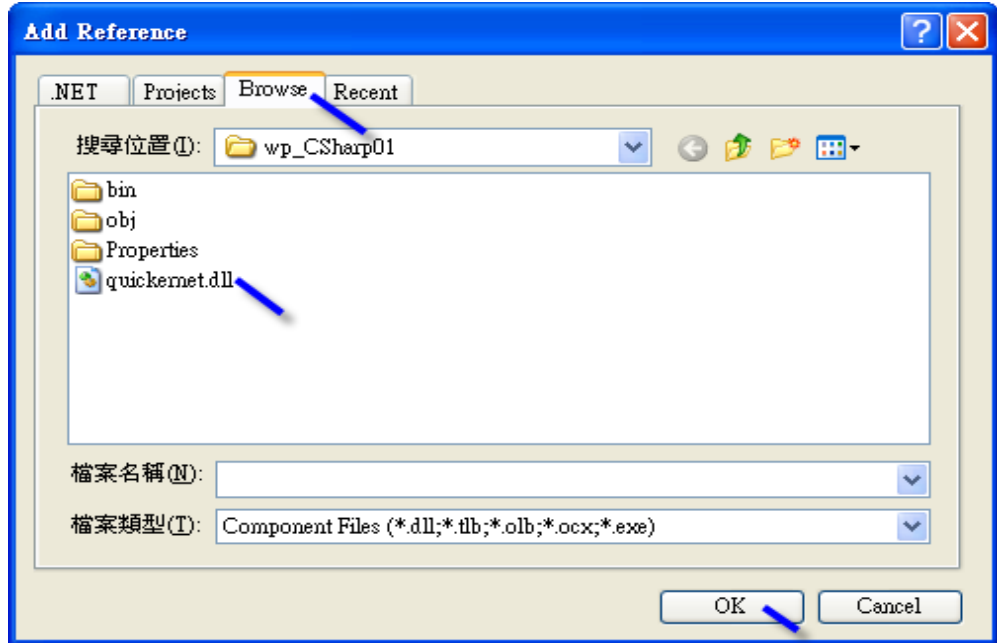 Add Reference
.NET Projects Browse Recent
搜尋位置(I): wp_CSharp01
bin
obj
Properties
quickernet.dll
檔案名稱(N):
檔案類型(T): Component Files (*.dll;*.tlb;*.olb;*.ocx;*.exe)
OK Cancel